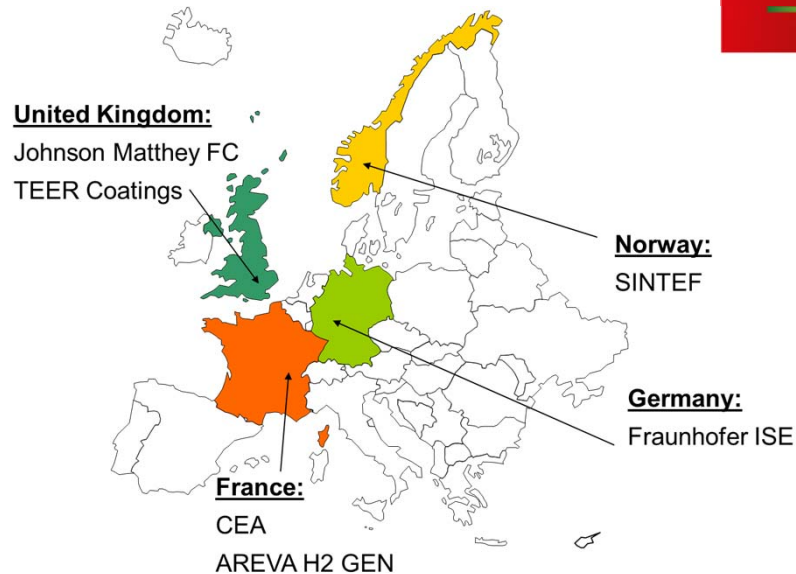 United Kingdom:
Johnson Matthey FC
TEER Coatings
Norway:
SINTEF
Germany:
Fraunhofer ISE
France:
CEA
AREVA H2 GEN